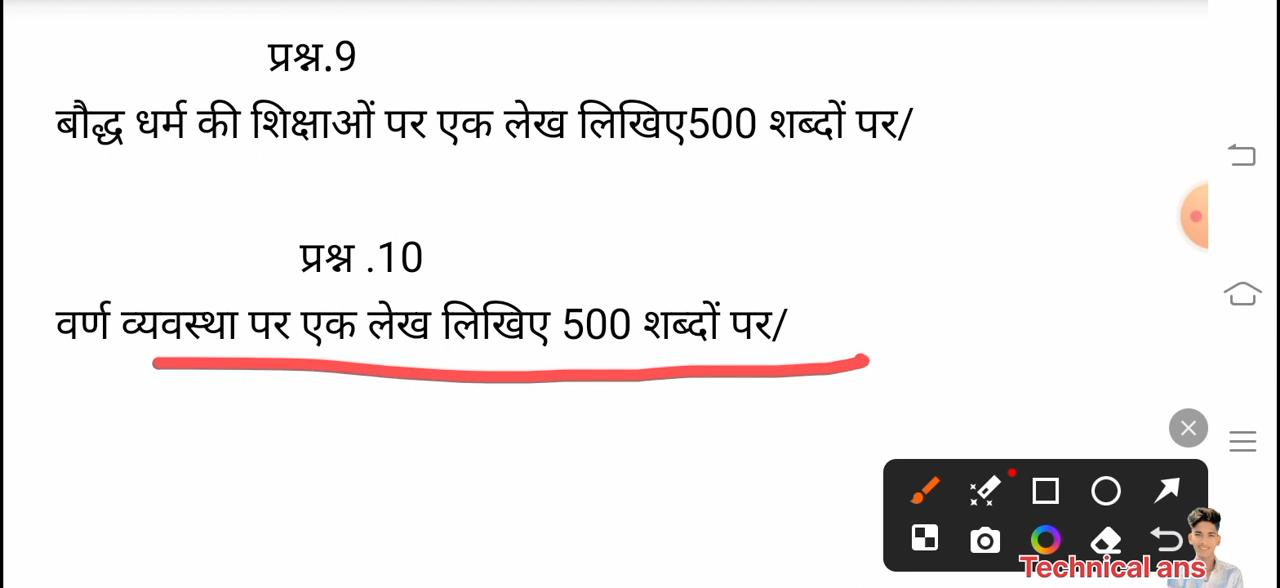 प्रश्न.9
बौद्ध धर्म की शिक्षाओं पर एक लेख लिखिए500 शब्दों पर/
प्रश्न .10
वर्ण व्यवस्था पर एक लेख लिखिए 500 शब्दों पर/
Technical ans